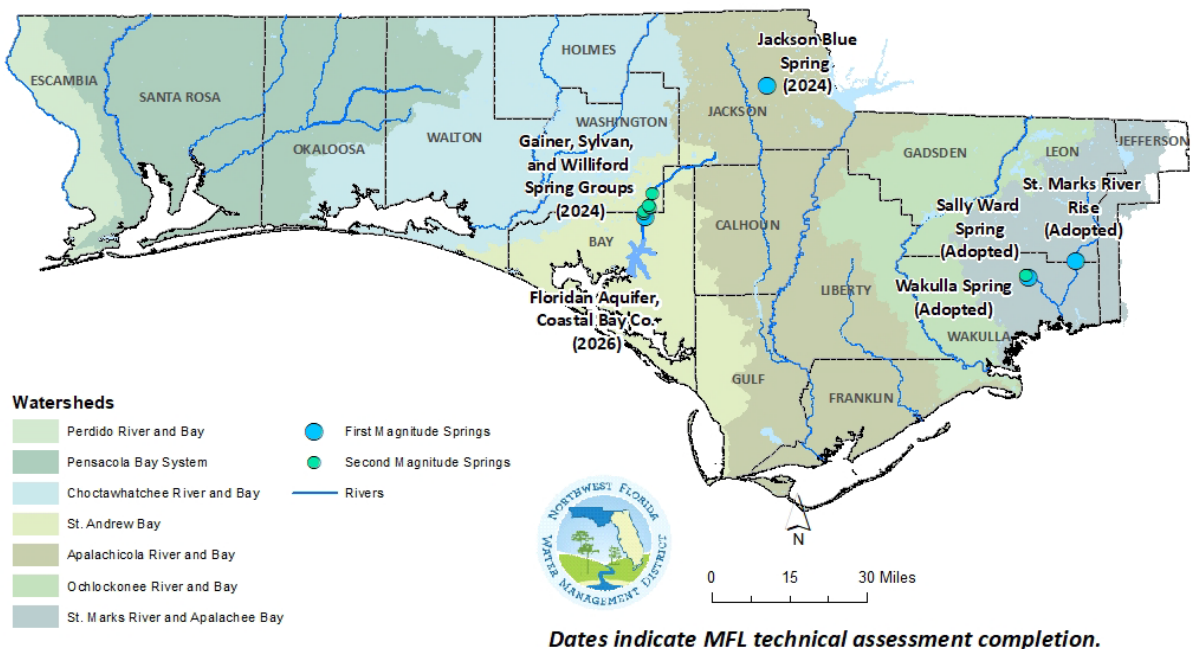 ESCAMBIA
SANTA ROSA
OKALOOSA
WALTON
HOLMES
WASHINGTON
JACKSON
Jackson Blue
Spring
(2024)
Gainer, Sylvan,
and Williford
Spring Groups
(2024)
BAY
CALHOUN
GADSDEN
LEON
JEFFERSON
St. Marks River
Rise
(Adopted)
Sally Ward
Spring
(Adopted)
Wakulla Spring
(Adopted)
LIBERTY
WAKULLA
Floridan Aquifer,
Coastal Bay Co.
(2026)
GULF
FRANKLIN
Watersheds
Perdido River and Bay
Pensacola Bay System
Choctawhatchee River and Bay
St. Andrew Bay
Apalachicola River and Bay
Ochlockonee River and Bay
St. Marks River and Apalachee Bay
First Magnitude Springs
Second Magnitude Springs
Rivers
NORTHWEST FLORIDA
WATER MANAGEMENT DISTRICT
N
0 15 30 Miles
Dates indicate MFL technical assessment completion.